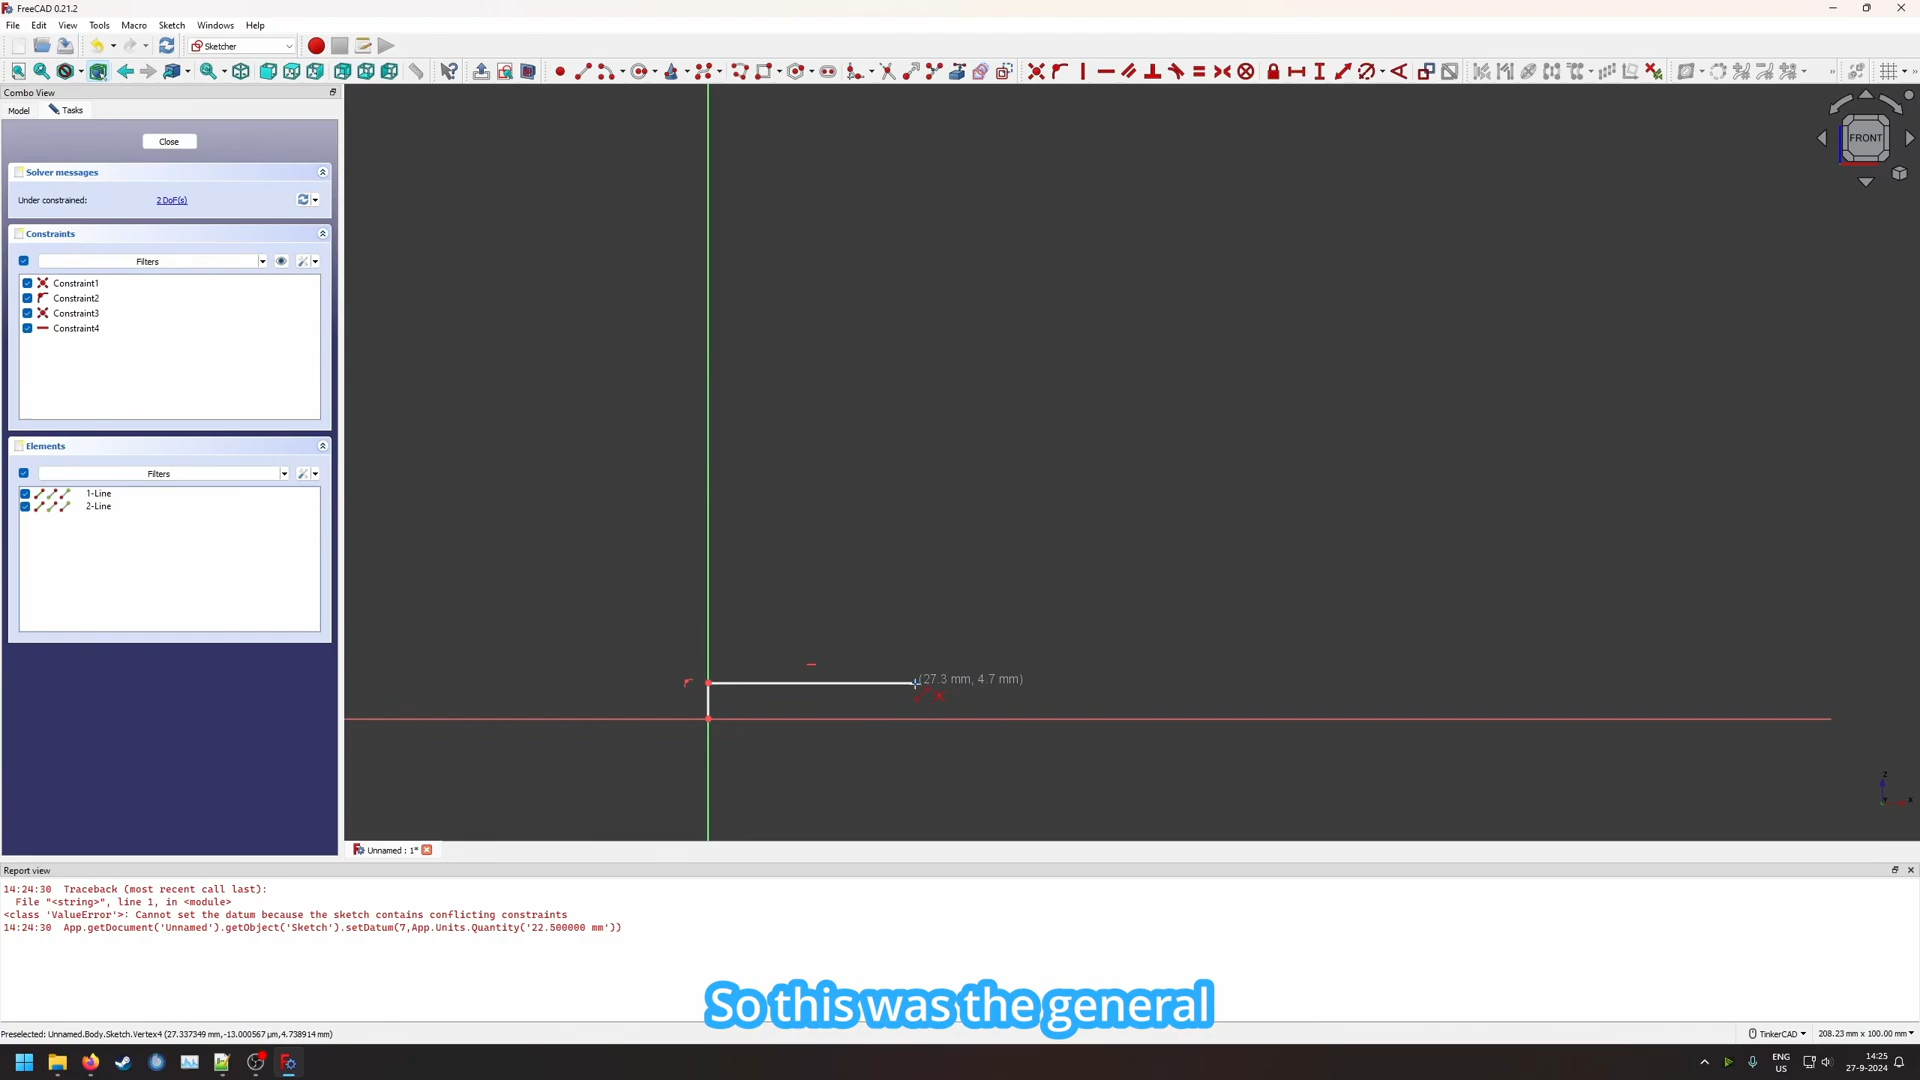 FreeCAD 0.21.2
File Edit View Tools Macro Sketch Windows Help
Sketcher
Combo View
Model Tasks
Close
Solver messages
Under constrained: 2 DoF(s)
Constraints
Filters
Constraint1
Constraint2
Constraint3
Constraint4
Elements
Filters
1-Line
2-Line
FRONT
(27.3 mm, 4.7 mm)
Z
X
Unnamed : 1*
Report view
14:24:30 Traceback (most recent call last):
File "<string>", line 1, in <module>
<class 'ValueError'>: Cannot set the datum because the sketch contains conflicting constraints
14:24:30 App.getDocument('Unnamed').getObject('Sketch').setDatum(7,App.Units.Quantity('22.500000 mm'))
So this was the general
Preselected: Unnamed.Body.Sketch.Vertex4 (27.337349 mm,-13.000567 µm,4.738914 mm)
TinkerCAD
208.23 mm x 100.00 mm
ENG
US
14:25
27-9-2024